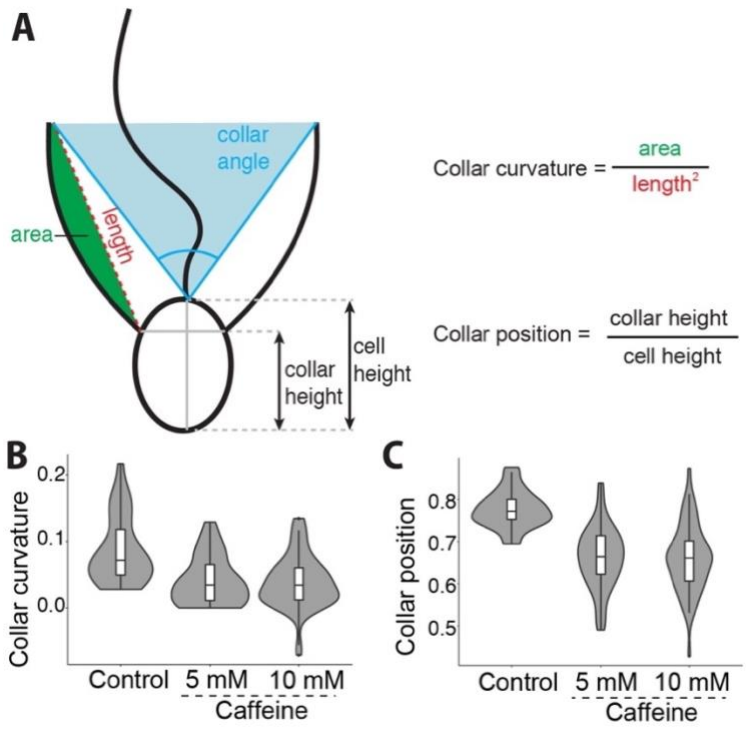 A
collar
angle
area
length
collar
height
cell
height
Collar curvature = area
length²
Collar position = collar height
cell height
B
Collar curvature
0.2
0.1
0.0
Control 5 mM 10 mM
Caffeine
C
Collar position
0.8
0.7
0.6
0.5
Control 5 mM 10 mM
Caffeine